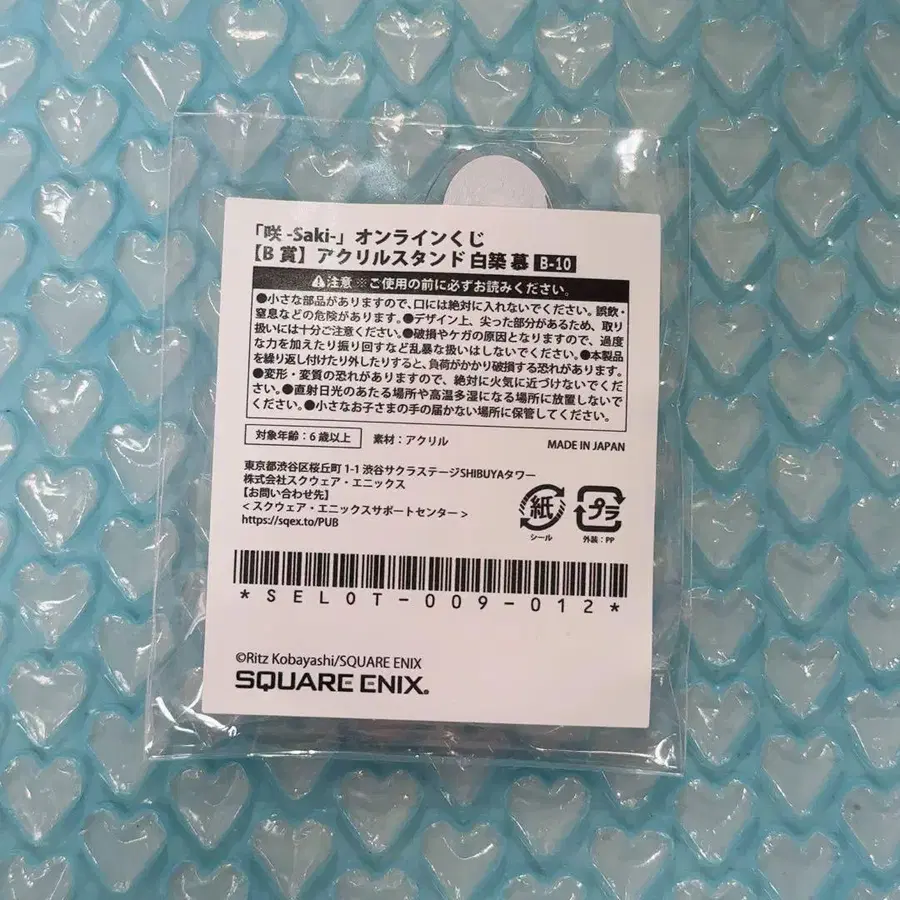 「咲 -Saki-」オンラインくじ
【B 賞】アクリルスタンド 白築 慕 B-10
注意 ※ご使用の前に必ずお読みください。
●小さな部品がありますので、口には絶対に入れないでください。誤飲・
窒息などの危険があります。●デザイン上、尖った部分があるため、取り
扱いには十分ご注意ください。●破損やケガの原因となりますので、過度
な力を加えたり振り回すなど乱暴な扱いはしないでください。●本製品
を繰り返し付けたり外したりすると、負荷がかかり破損する恐れがあります。
●変形・変質の恐れがありますので、絶対に火気に近づけないでくだ
さい。●直射日光のあたる場所や高温多湿になる場所に放置しないで
ください。●小さなお子さまの手の届かない場所に保管してください。
対象年齢：6 歳以上 素材：アクリル MADE IN JAPAN
東京都渋谷区桜丘町 1-1 渋谷サクラステージSHIBUYAタワー
株式会社スクウェア・エニックス
【お問い合わせ先】
＜スクウェア・エニックスサポートセンター＞
https://sqex.to/PUB
紙 プラ
シール 外装：PP
*SELOT-009-012*
©Ritz Kobayashi/SQUARE ENIX
SQUARE ENIX.